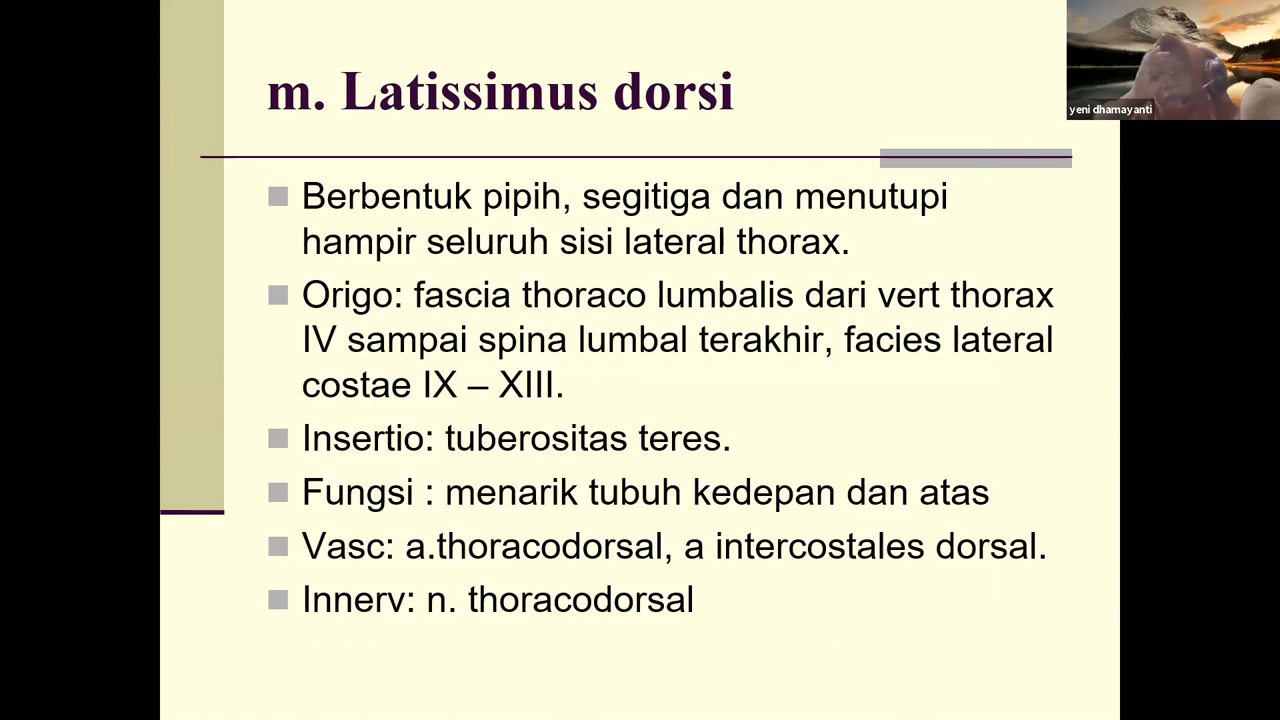 m. Latissimus dorsi
yeni dhamayanti
Berbentuk pipih, segitiga dan menutupi
hampir seluruh sisi lateral thorax.
Origo: fascia thoraco lumbalis dari vert thorax
IV sampai spina lumbal terakhir, facies lateral
costae IX – XIII.
Insertio: tuberositas teres.
Fungsi : menarik tubuh kedepan dan atas
Vasc: a.thoracodorsal, a intercostales dorsal.
Innerv: n. thoracodorsal